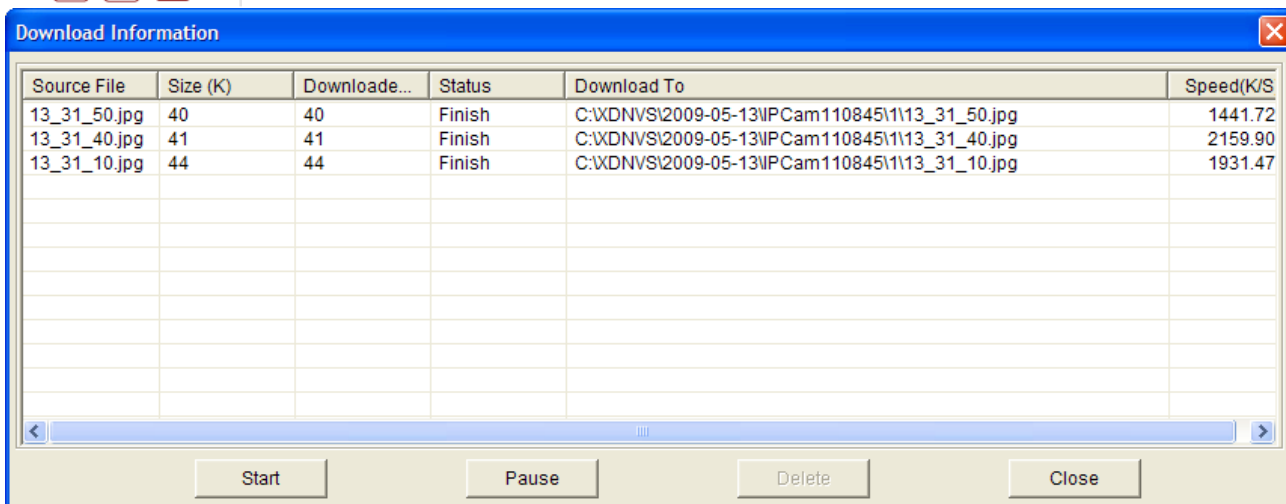 Download Information
Source File Size (K) Downloade... Status Download To Speed(K/S
13_31_50.jpg 40 40 Finish C:\XDNVS\2009-05-13\IPCam110845\1\13_31_50.jpg 1441.72
13_31_40.jpg 41 41 Finish C:\XDNVS\2009-05-13\IPCam110845\1\13_31_40.jpg 2159.90
13_31_10.jpg 44 44 Finish C:\XDNVS\2009-05-13\IPCam110845\1\13_31_10.jpg 1931.47
Start Pause Delete Close